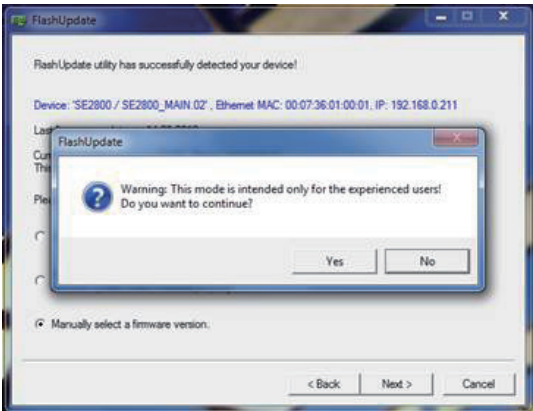 FlashUpdate
FlashUpdate utility has successfully detected your device!
Device: 'SE2800 / SE2800_MAIN.02' , Ethernet MAC: 00:07:36:01:00:01, IP: 192.168.0.211
FlashUpdate
Warning: This mode is intended only for the experienced users!
Do you want to continue?
Yes
No
Manually select a firmware version.
< Back
Next >
Cancel